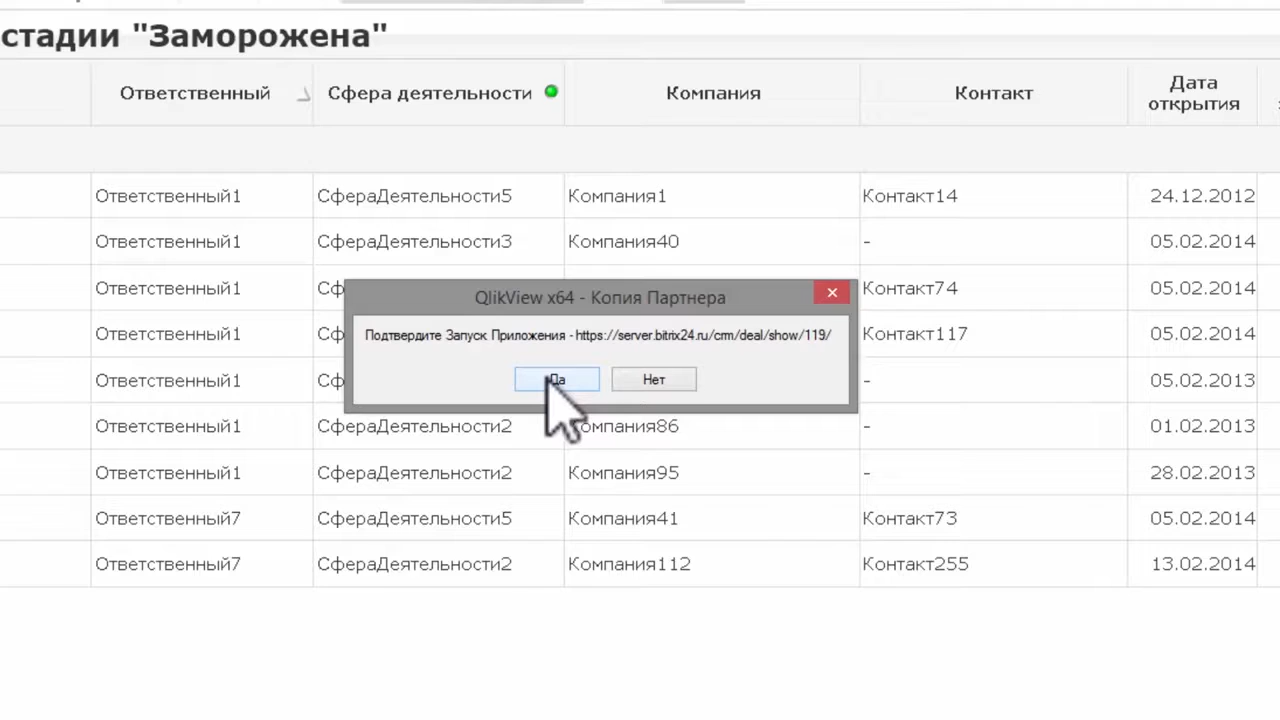 стадии "Заморожена"
Ответственный Сфера деятельности Компания Контакт Дата открытия
Ответственный1 СфераДеятельности5 Компания1 Контакт14 24.12.2012
Ответственный1 СфераДеятельности3 Компания40 - 05.02.2014
Ответственный1 Контакт74 05.02.2014
QlikView x64 - Копия Партнера
Ответственный1 Контакт117 05.02.2014
Подтвердите Запуск Приложения - https://server.bitrix24.ru/crm/deal/show/119/
Ответственный1 - 05.02.2013
Да Нет
Ответственный1 СфераДеятельности2 Компания86 - 01.02.2013
Ответственный1 СфераДеятельности2 Компания95 - 28.02.2013
Ответственный7 СфераДеятельности5 Компания41 Контакт73 05.02.2014
Ответственный7 СфераДеятельности2 Компания112 Контакт255 13.02.2014